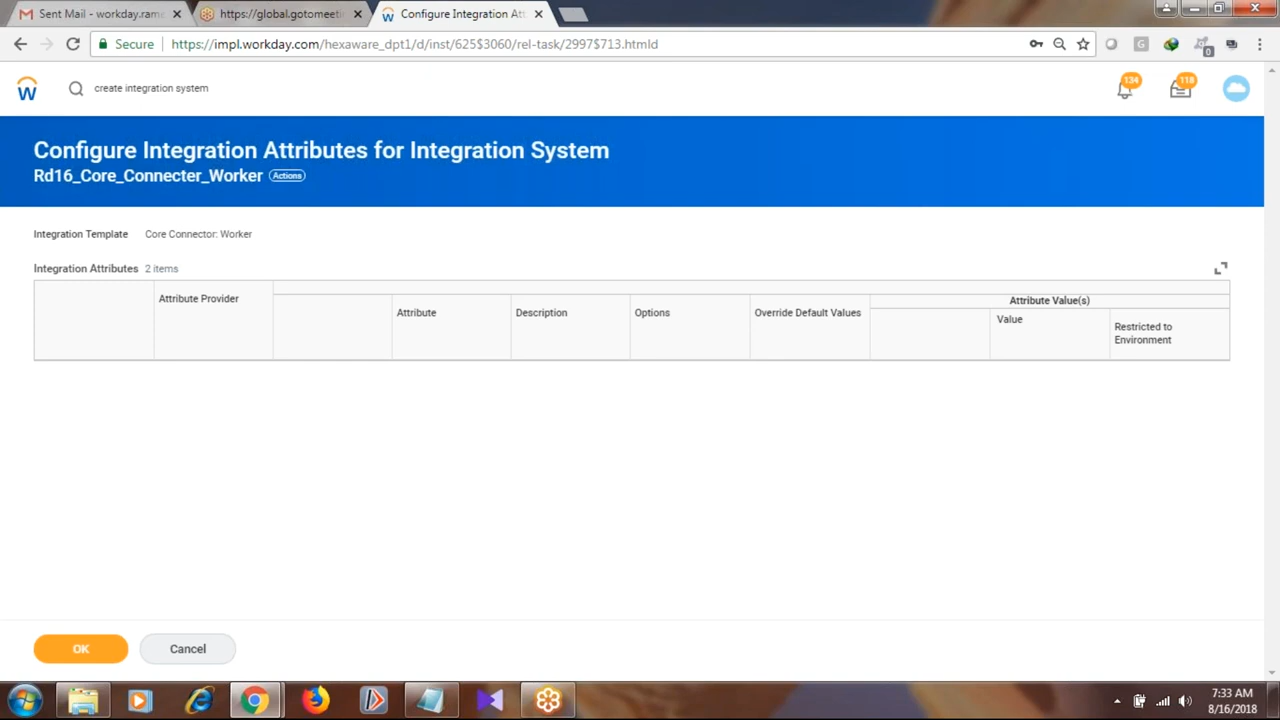 Sent Mail - workday.ram
https://global.gotomeeti
Configure Integration Att
Secure
https://impl.workday.com/hexaware_dpt1/d/inst/625$3060/rel-task/2997$713.htmld
G
0
W
create integration system
134
118
Configure Integration Attributes for Integration System
Rd16_Core_Connecter_Worker Actions
Integration Template Core Connector: Worker
Integration Attributes 2 items
Attribute Provider
Attribute
Description
Options
Override Default Values
Attribute Value(s)
Value
Restricted to
Environment
OK
Cancel
7:33 AM
8/16/2018